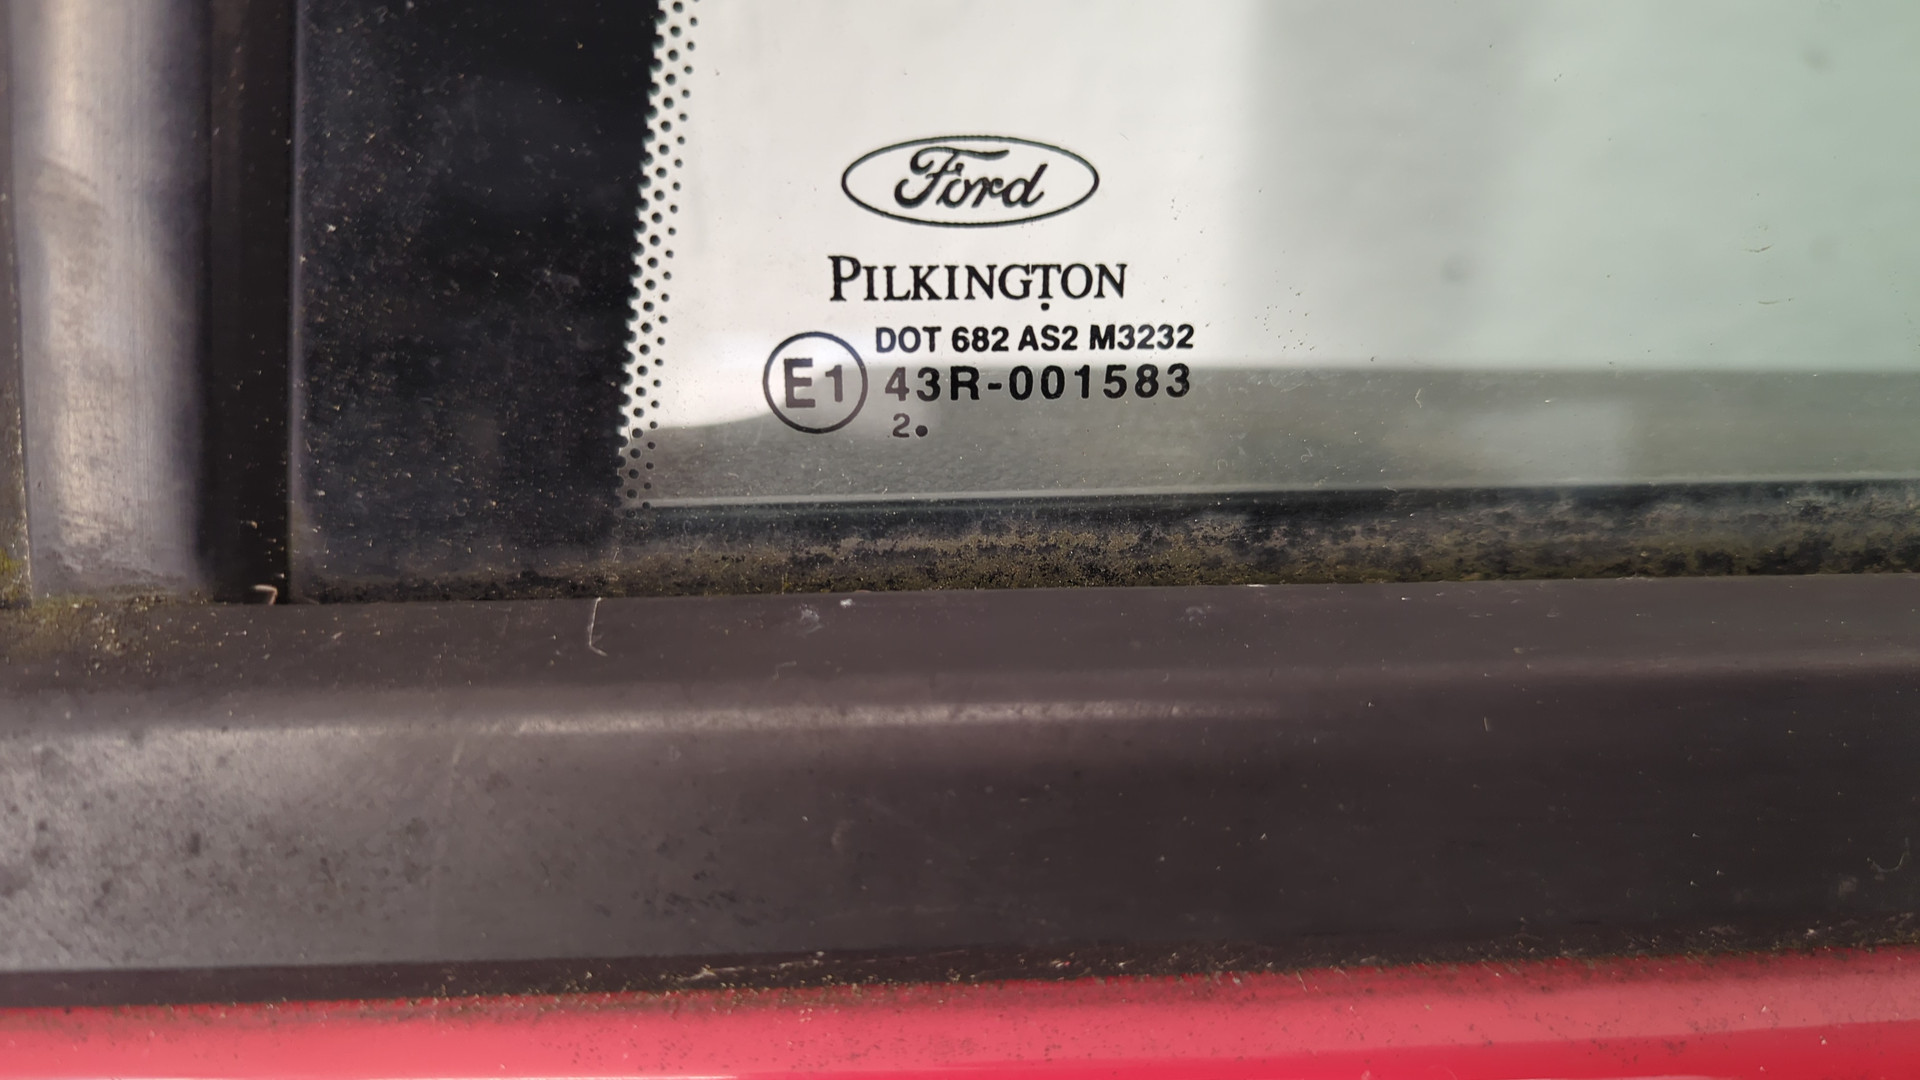 Ford
PILKINGTON
DOT 682 AS2 M3232
E1 43R-001583
2●